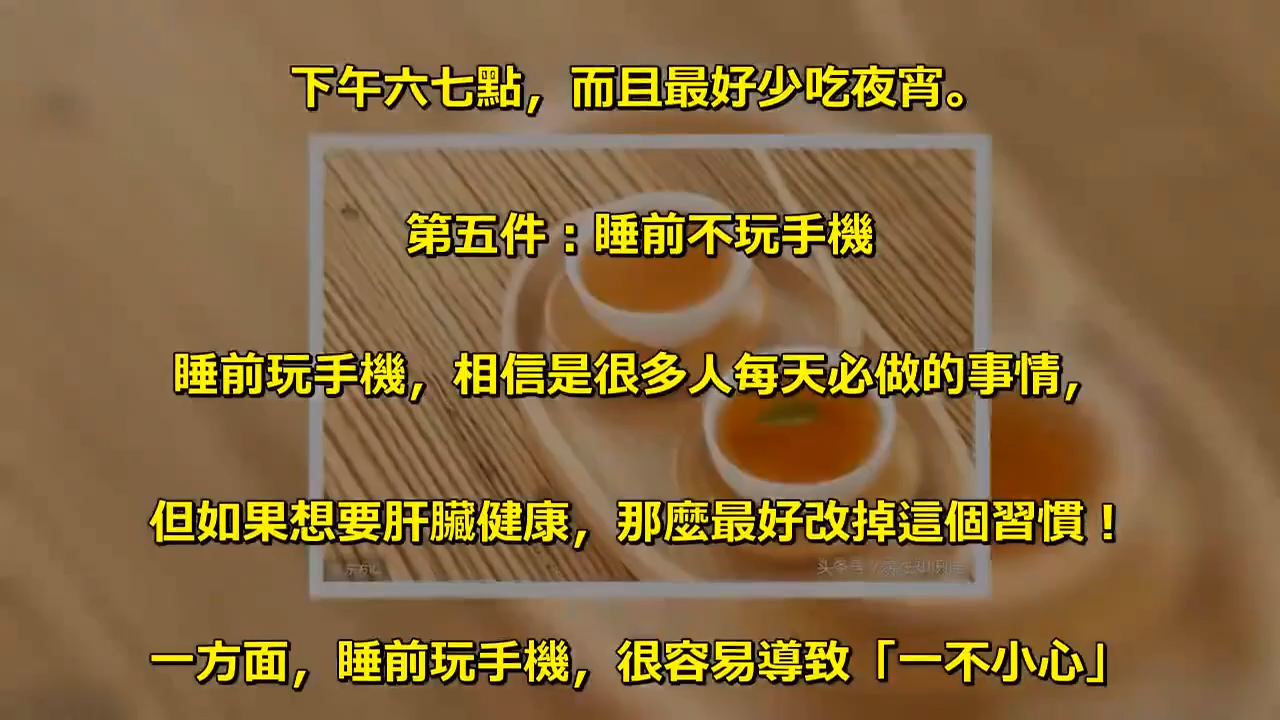 下午六七點，而且最好少吃夜宵。
第五件：睡前不玩手機
睡前玩手機，相信是很多人每天必做的事情，
但如果想要肝臟健康，那麼最好改掉這個習慣！
一方面，睡前玩手機，很容易導致「一不小心」